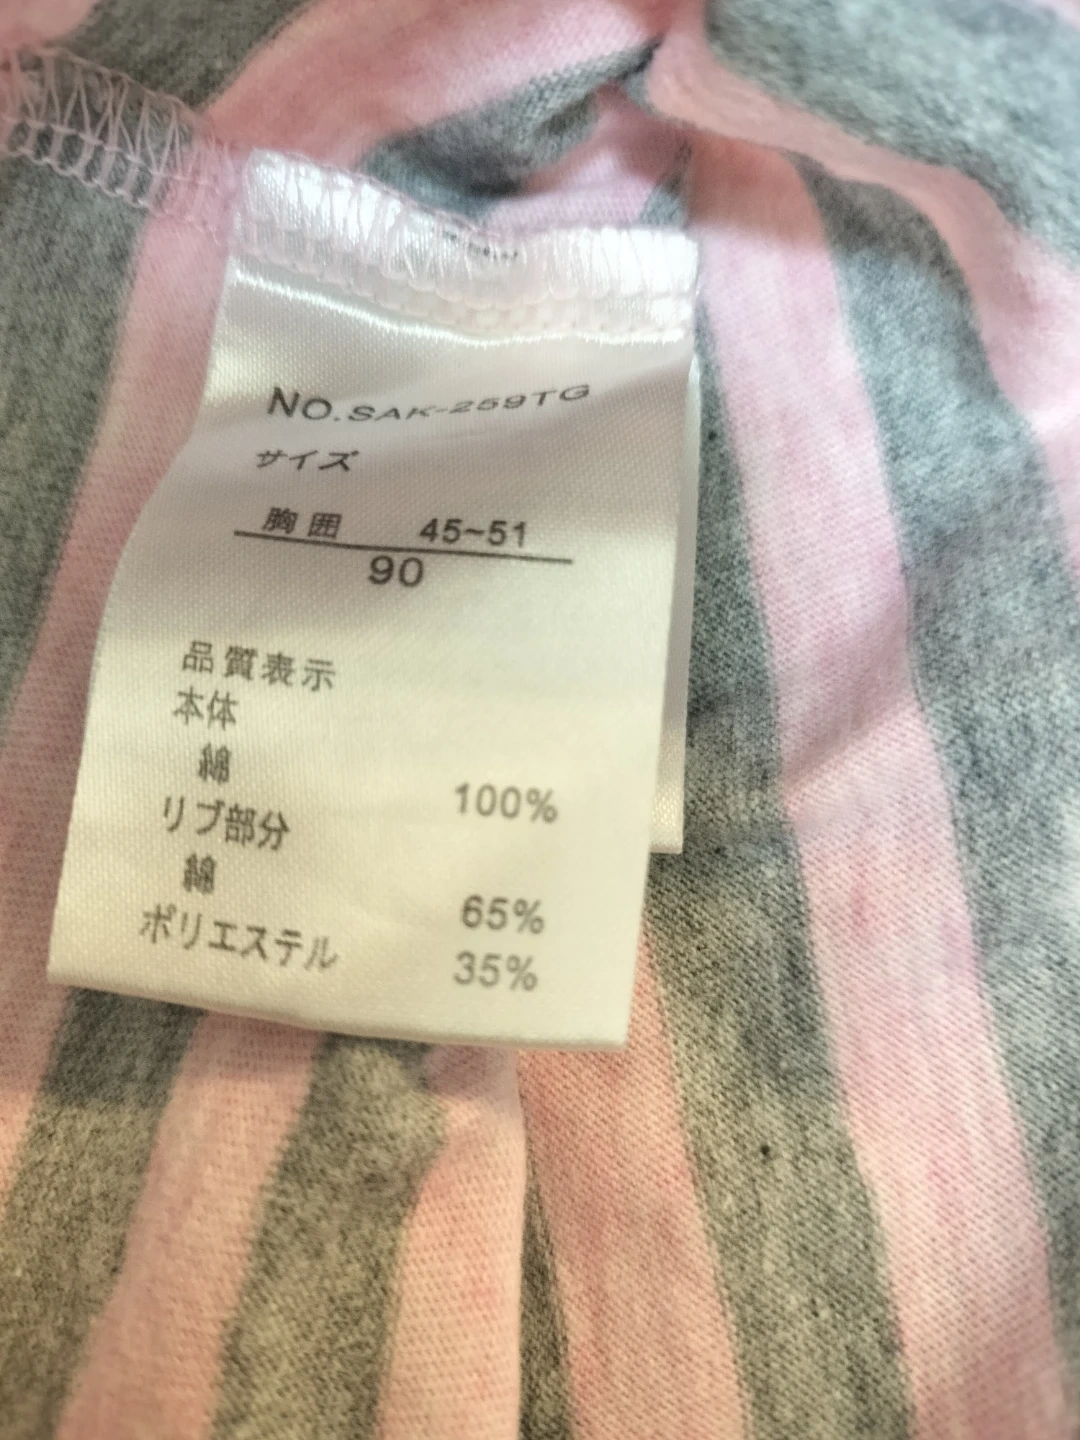 NO.SAK-259TG
サイズ
胸囲 45~51
90
品質表示
本体
綿 100%
リブ部分
綿 65%
ポリエステル 35%